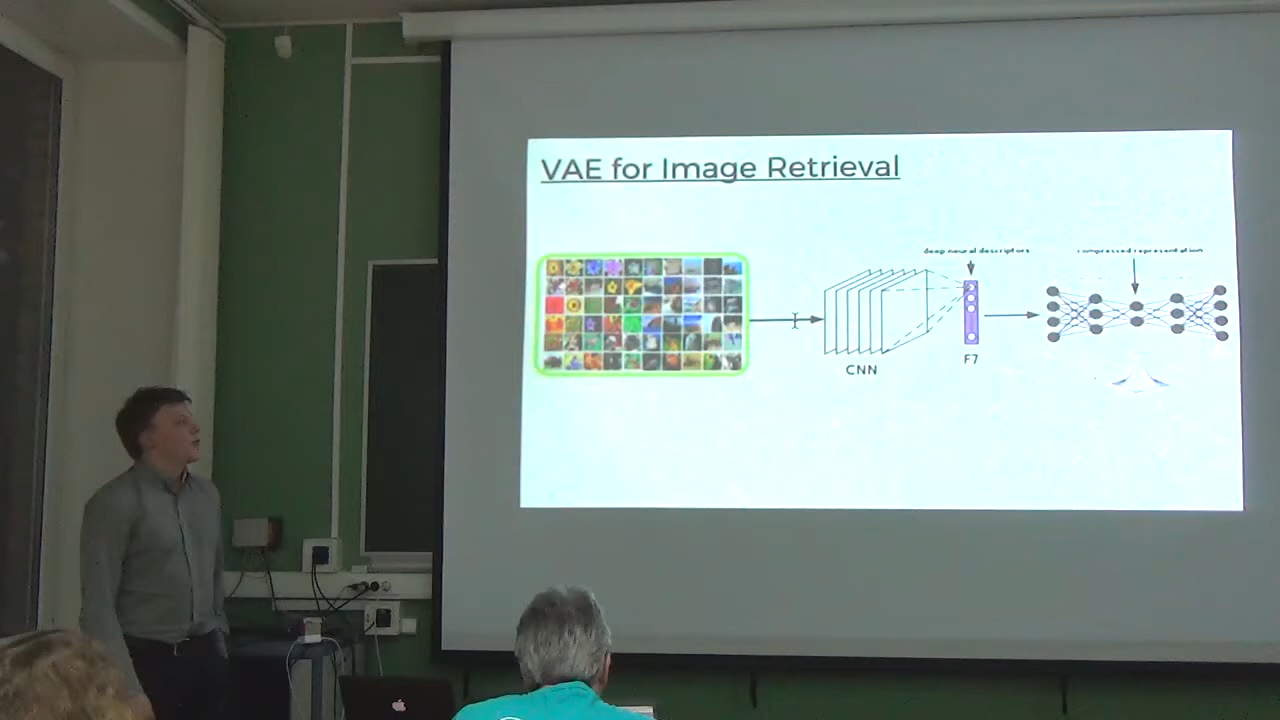 VAE for Image Retrieval
deep neural descriptors
compressed representation
CNN
F7